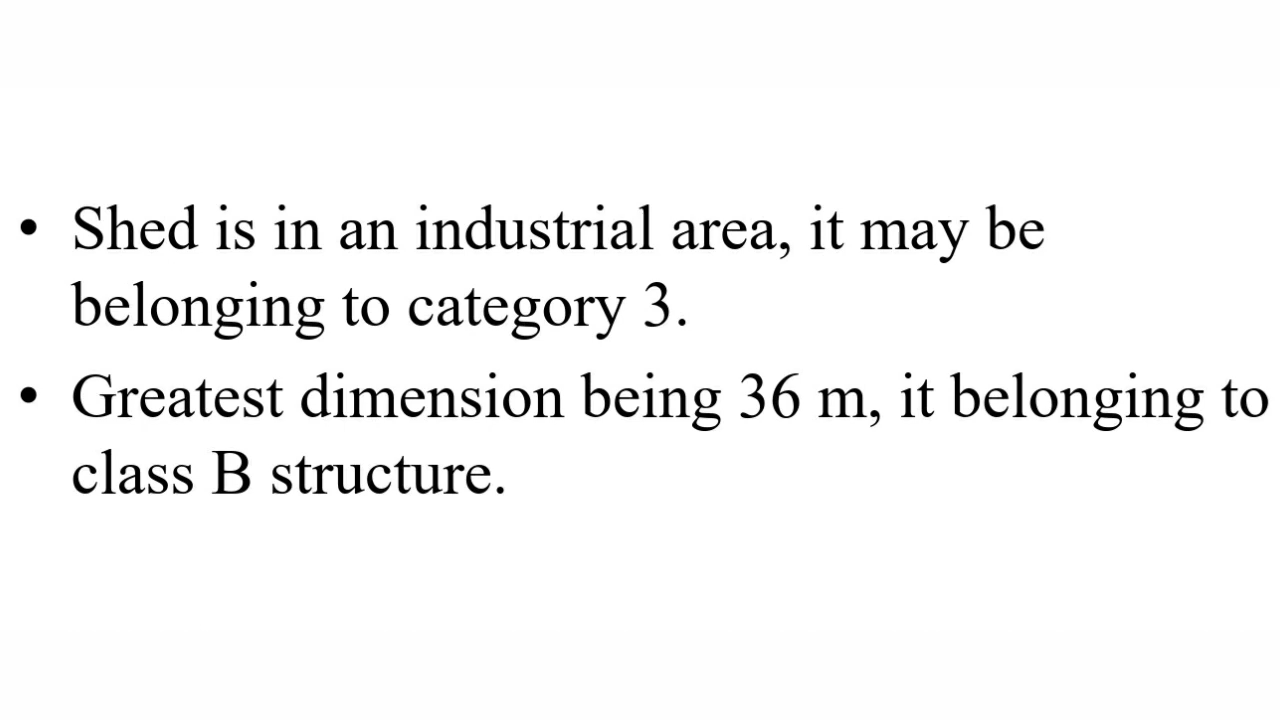 • Shed is in an industrial area, it may be
belonging to category 3.
• Greatest dimension being 36 m, it belonging to
class B structure.